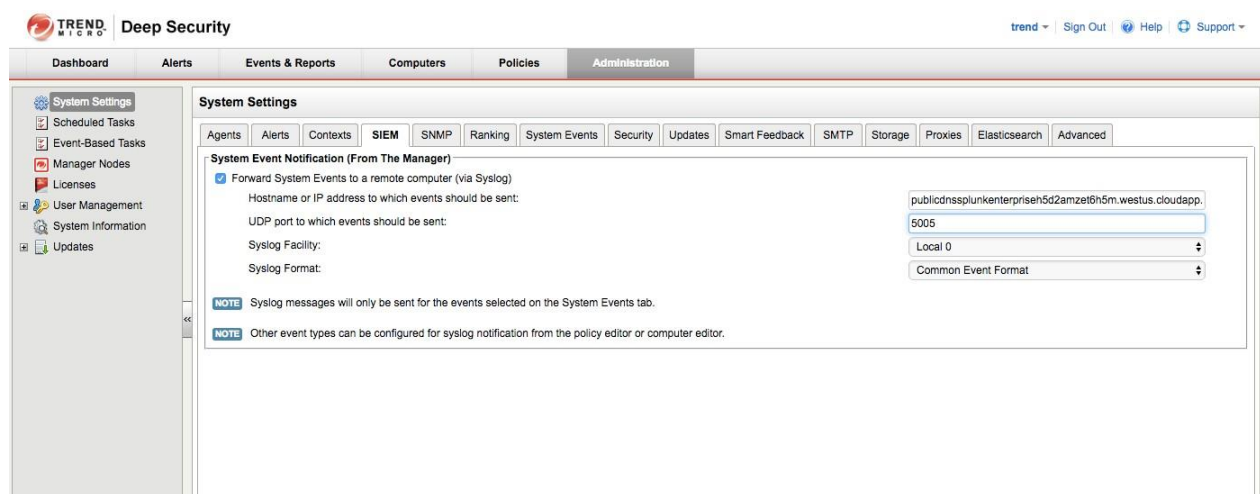 TREND MICRO Deep Security
trend Sign Out Help Support
Dashboard Alerts Events & Reports Computers Policies Administration
System Settings
Scheduled Tasks
Event-Based Tasks
Manager Nodes
Licenses
User Management
System Information
Updates
System Settings
Agents Alerts Contexts SIEM SNMP Ranking System Events Security Updates Smart Feedback SMTP Storage Proxies Elasticsearch Advanced
System Event Notification (From The Manager)
Forward System Events to a remote computer (via Syslog)
Hostname or IP address to which events should be sent: publicdnssplunkenterpriseh5d2amzet6h5m.westus.cloudapp.
UDP port to which events should be sent: 5005
Syslog Facility: Local 0
Syslog Format: Common Event Format
NOTE Syslog messages will only be sent for the events selected on the System Events tab.
NOTE Other event types can be configured for syslog notification from the policy editor or computer editor.